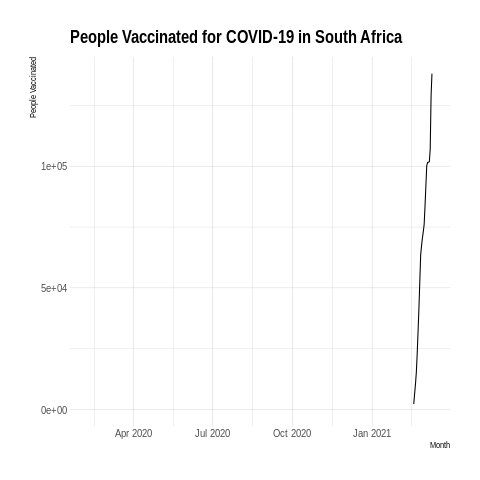 People Vaccinated for COVID-19 in South Africa
People Vaccinated
1e+05
5e+04
0e+00
Apr 2020 Jul 2020 Oct 2020 Jan 2021
Month